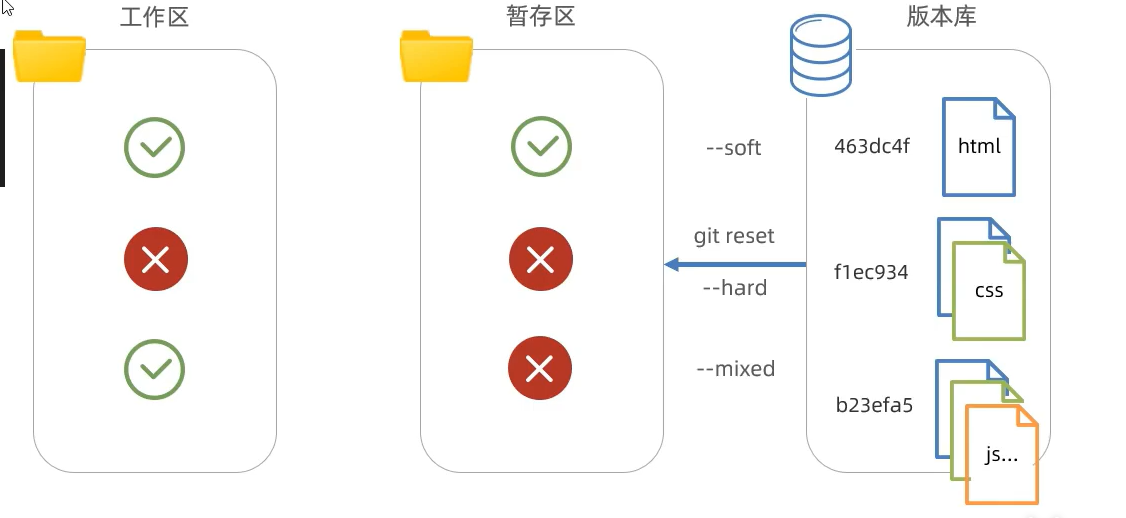 工作区
暂存区
版本库
--soft
463dc4f
html
git reset
f1ec934
--hard
css
--mixed
b23efa5
js...